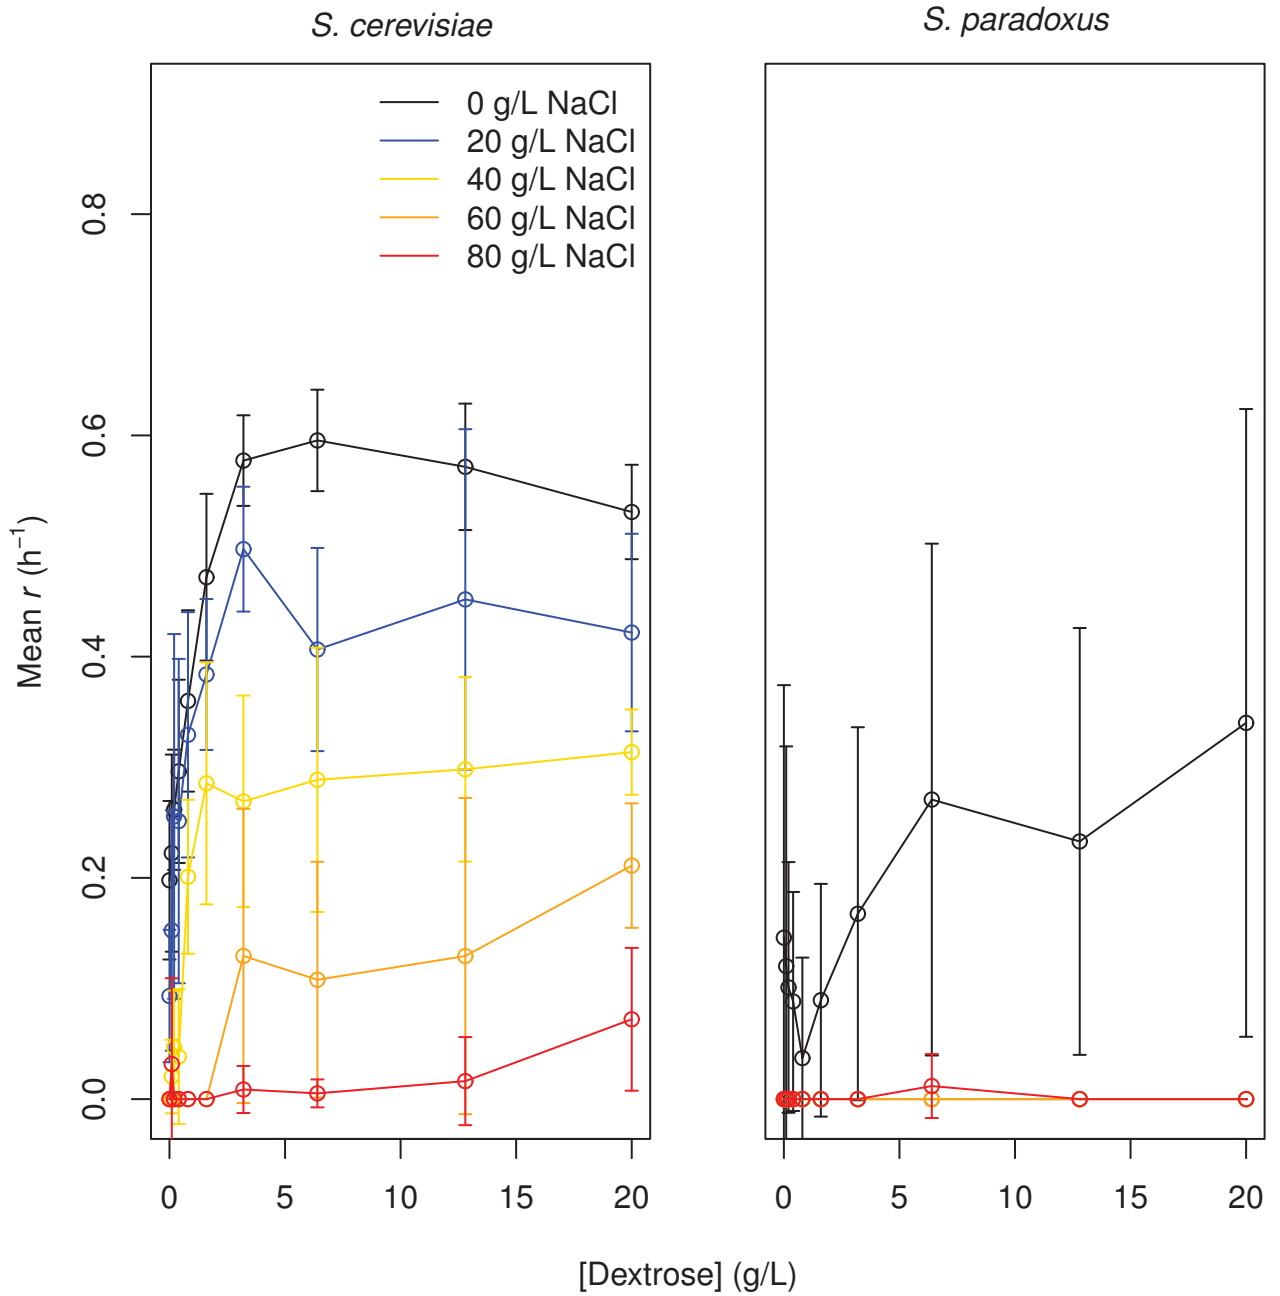 S. cerevisiae
S. paradoxus
0 g/L NaCl
20 g/L NaCl
40 g/L NaCl
60 g/L NaCl
80 g/L NaCl
Mean r (h⁻¹)
0.8
0.6
0.4
0.2
0.0
0 5 10 15 20
0 5 10 15 20
[Dextrose] (g/L)